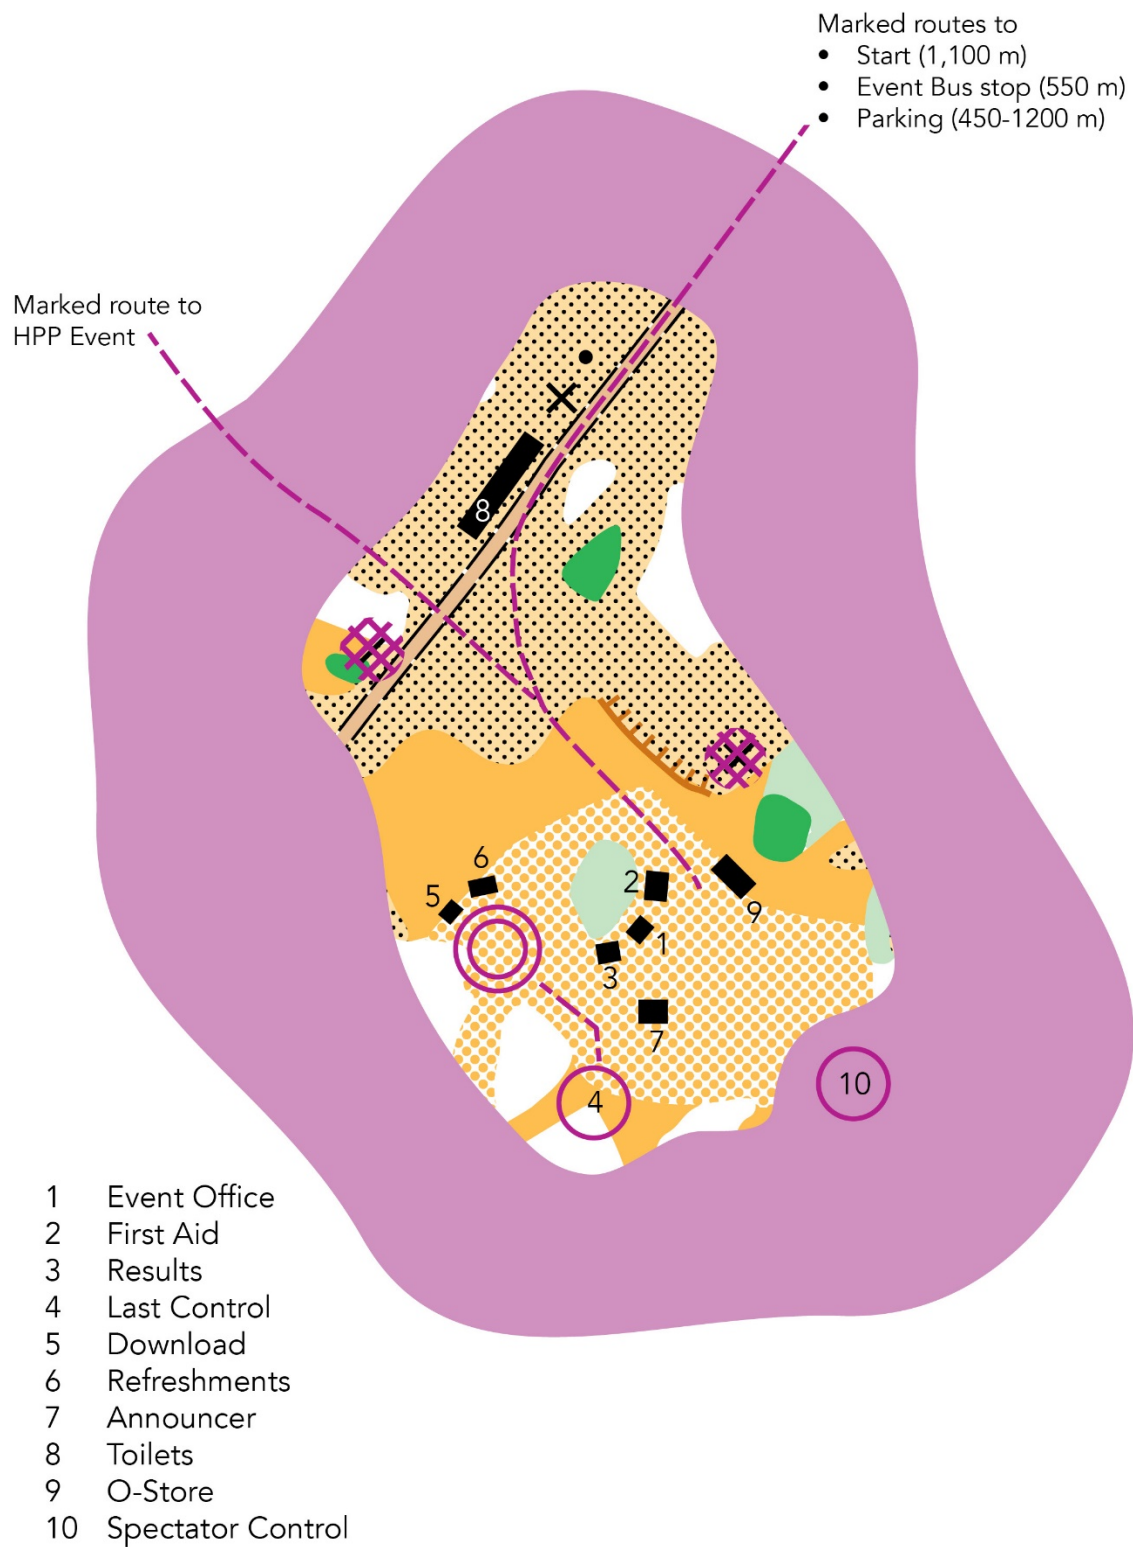 Marked routes to
• Start (1,100 m)
• Event Bus stop (550 m)
• Parking (450-1200 m)
Marked route to
HPP Event
8
6
5
2
9
1
3
7
10
4
1 Event Office
2 First Aid
3 Results
4 Last Control
5 Download
6 Refreshments
7 Announcer
8 Toilets
9 O-Store
10 Spectator Control